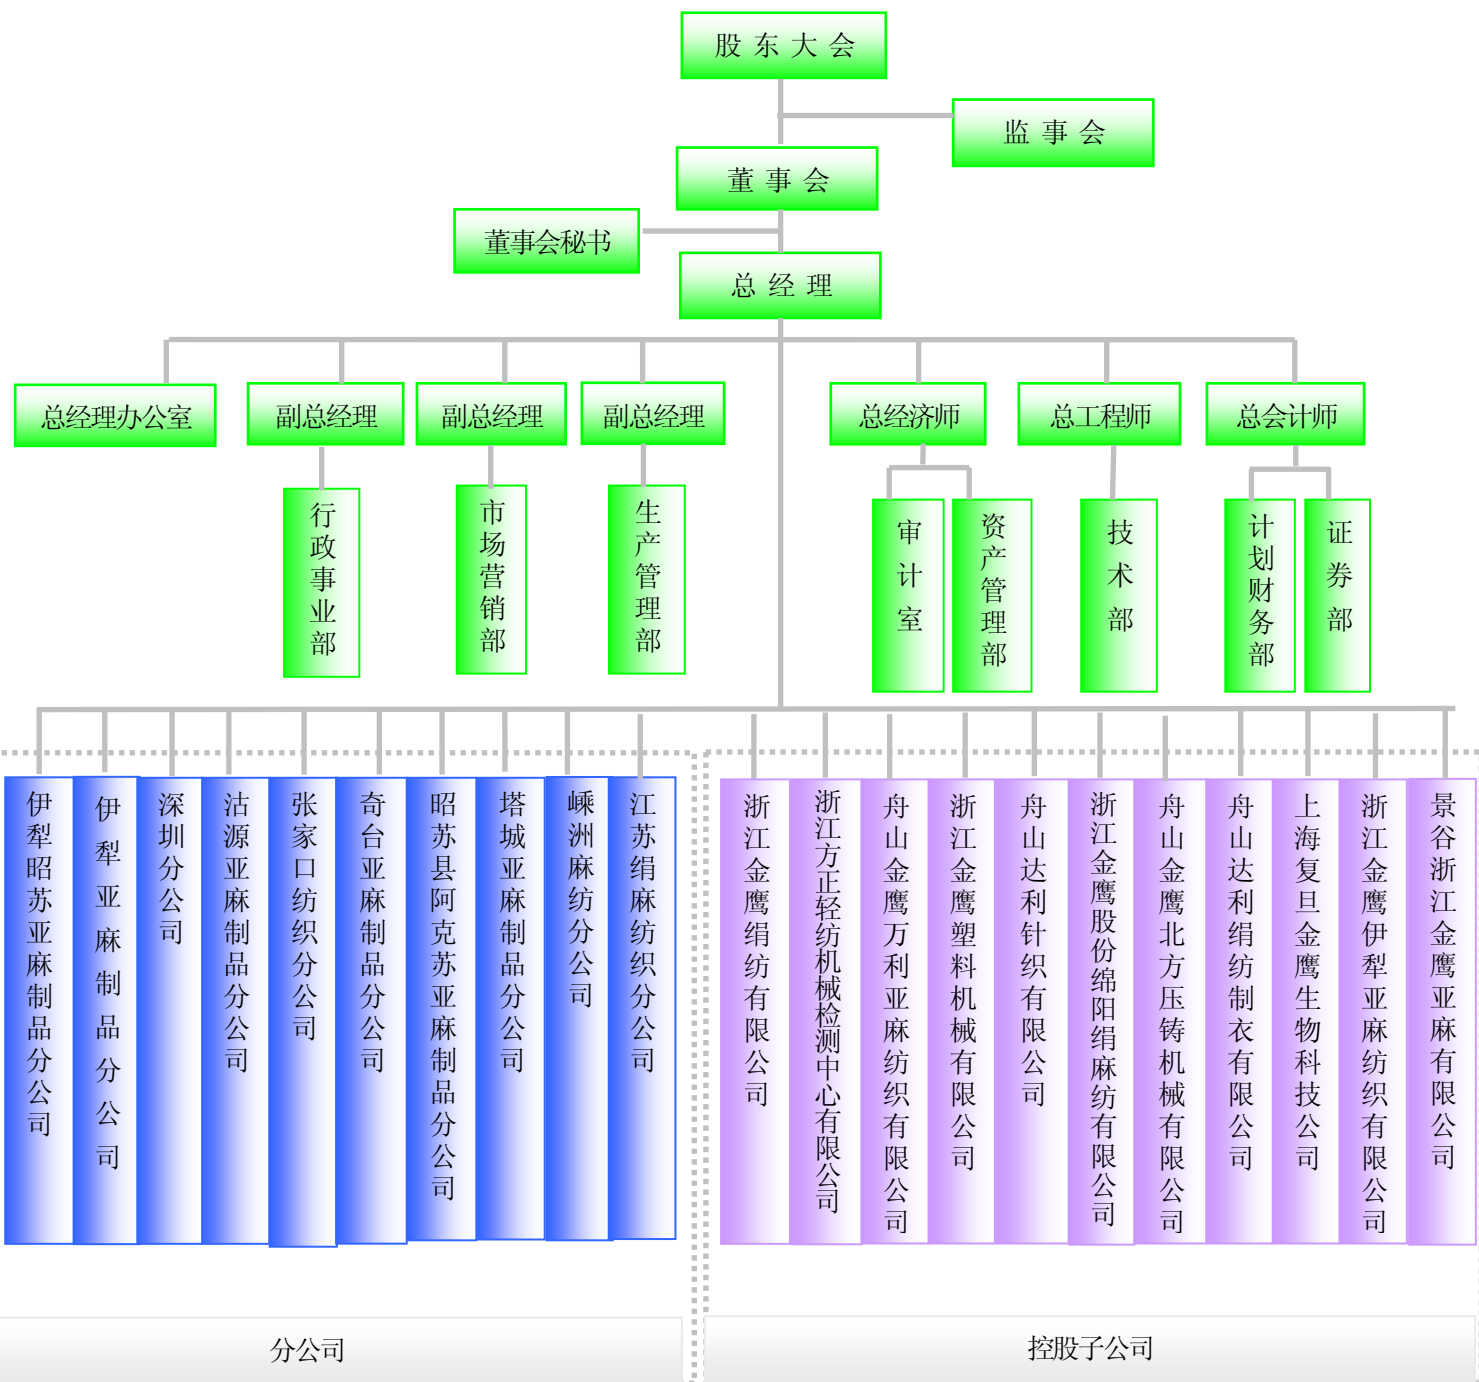 股东大会
监事会
董事会
董事会秘书
总经理
总经理办公室
副总经理
副总经理
副总经理
总经济师
总工程师
总会计师
行政事业部
市场营销部
生产管理部
审计室
资产管理部
技术部
计划财务部
证券部
伊犁昭苏亚麻制品分公司
伊犁亚麻制品分公司
深圳分公司
沽源亚麻制品分公司
张家口纺织分公司
奇台亚麻制品分公司
昭苏县阿克苏亚麻制品分公司
塔城亚麻制品分公司
嵊洲麻纺分公司
江苏绢麻纺织分公司
浙江金鹰绢纺有限公司
浙江方正轻纺机械检测中心有限公司
舟山金鹰万利亚麻纺织有限公司
浙江金鹰塑料机械有限公司
舟山达利针织有限公司
浙江金鹰股份绵阳绢麻纺有限公司
舟山金鹰北方压铸机械有限公司
舟山达利绢纺制衣有限公司
上海复旦金鹰生物科技公司
浙江金鹰伊犁亚麻纺织有限公司
景谷浙江金鹰亚麻有限公司
分公司
控股子公司